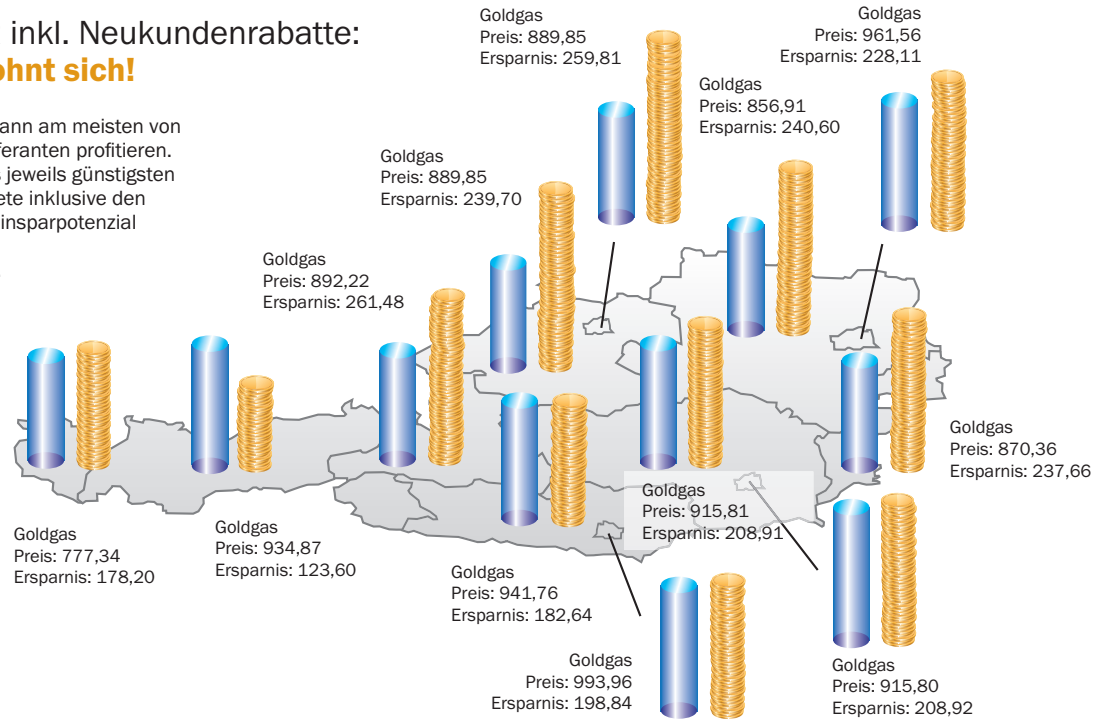 inkl. Neukundenrabatte:
sich!
am meisten von
profitieren.
jeweils günstigsten
inklusive den
Goldgas
Preis: 889,85
Ersparnis: 259,81
Goldgas
Preis: 961,56
Ersparnis: 228,11
Goldgas
Preis: 856,91
Ersparnis: 240,60
Goldgas
Preis: 889,85
Ersparnis: 239,70
Goldgas
Preis: 892,22
Ersparnis: 261,48
Goldgas
Preis: 870,36
Ersparnis: 237,66
Goldgas
Preis: 915,81
Ersparnis: 208,91
Goldgas
Preis: 777,34
Ersparnis: 178,20
Goldgas
Preis: 934,87
Ersparnis: 123,60
Goldgas
Preis: 941,76
Ersparnis: 182,64
Goldgas
Preis: 993,96
Ersparnis: 198,84
Goldgas
Preis: 915,80
Ersparnis: 208,92